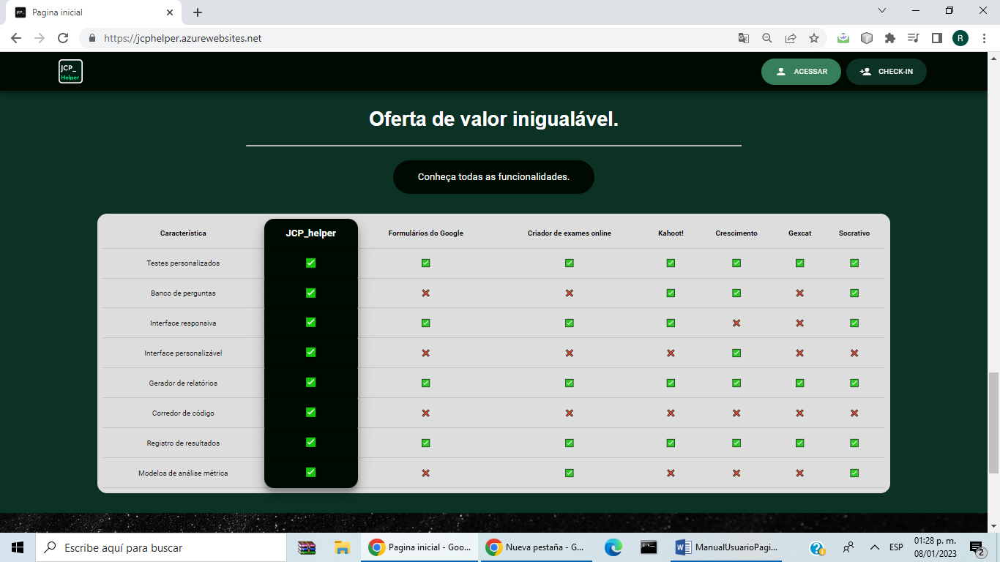 Pagina inicial
https://jcphelper.azurewebsites.net
R
JCP_
Helper
ACESSAR
CHECK-IN
Oferta de valor inigualável.
Conheça todas as funcionalidades.
Característica JCP_helper Formulários do Google Criador de exames online Kahoot! Crescimento Gexcat Socrativo
Testes personalizados
Banco de perguntas
Interface responsiva
Interface personalizável
Gerador de relatórios
Corredor de código
Registro de resultados
Modelos de análise métrica
Escribe aquí para buscar
Pagina inicial - Goo...
Nueva pestaña - G...
ManualUsuarioPagi...
ESP
01:28 p. m.
08/01/2023
2